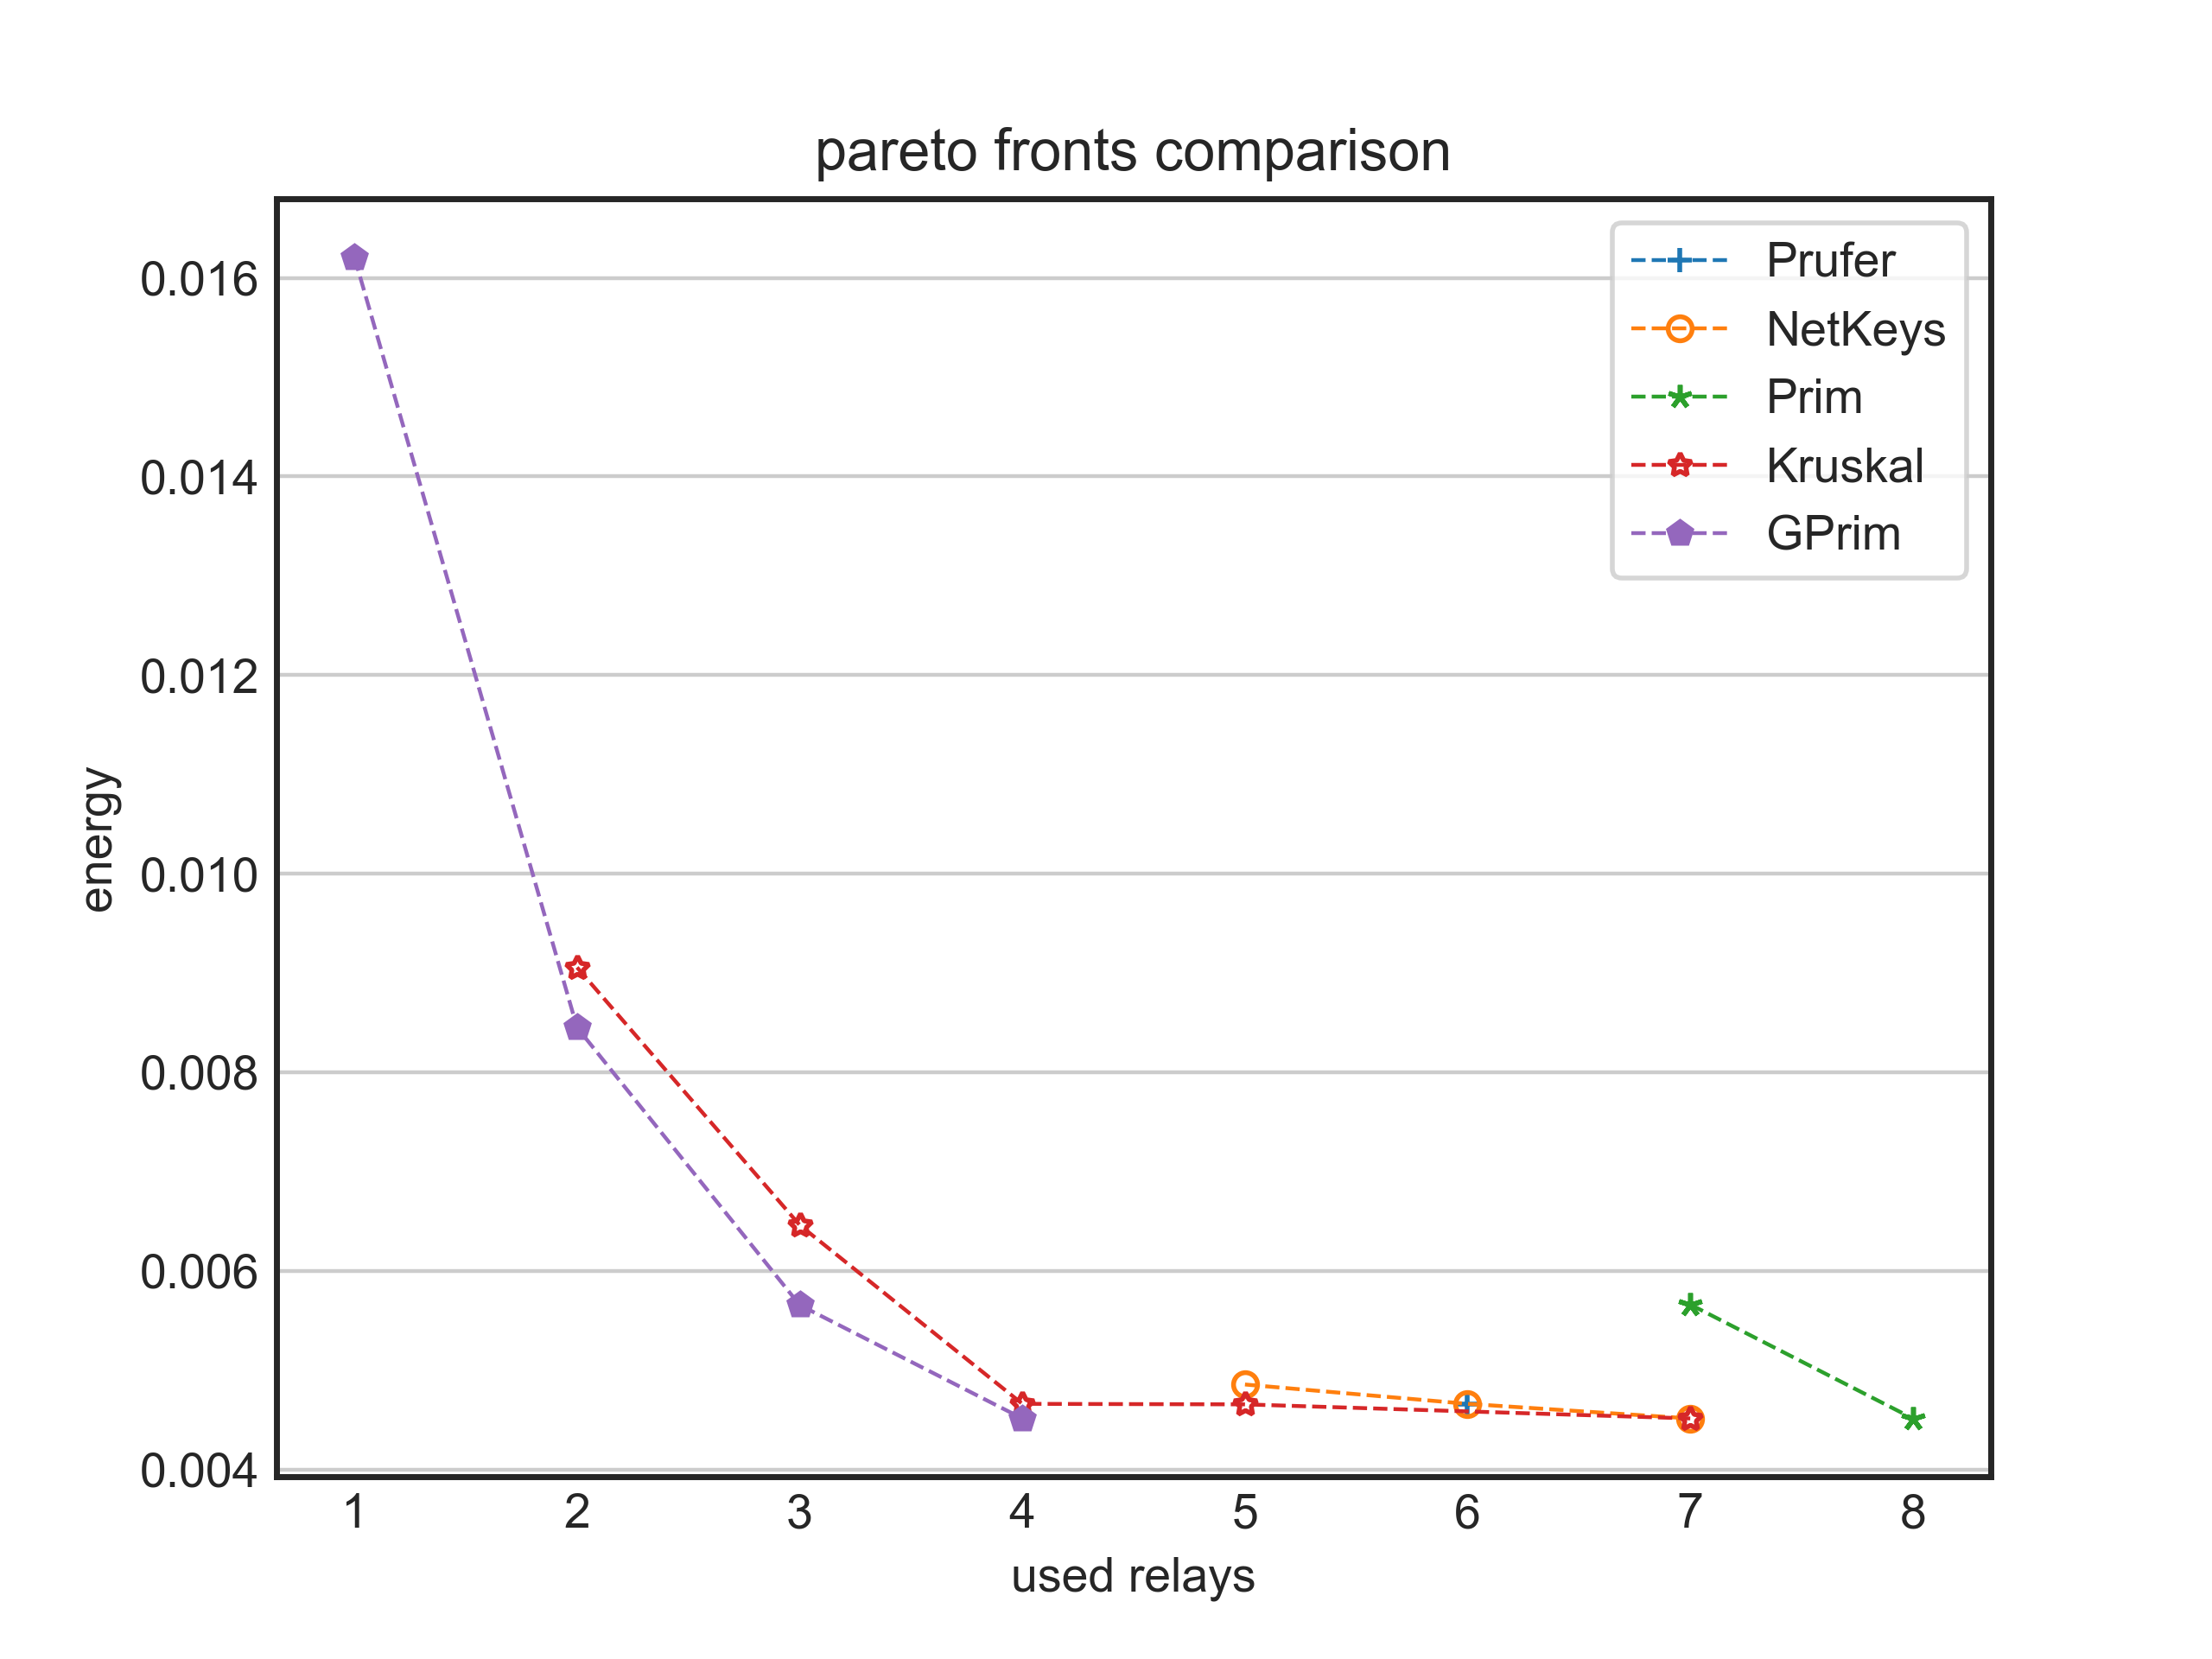 pareto fronts comparison
Prufer
NetKeys
Prim
Kruskal
GPrim
0.016
0.014
0.012
0.010
0.008
0.006
0.004
energy
1 2 3 4 5 6 7 8
used relays